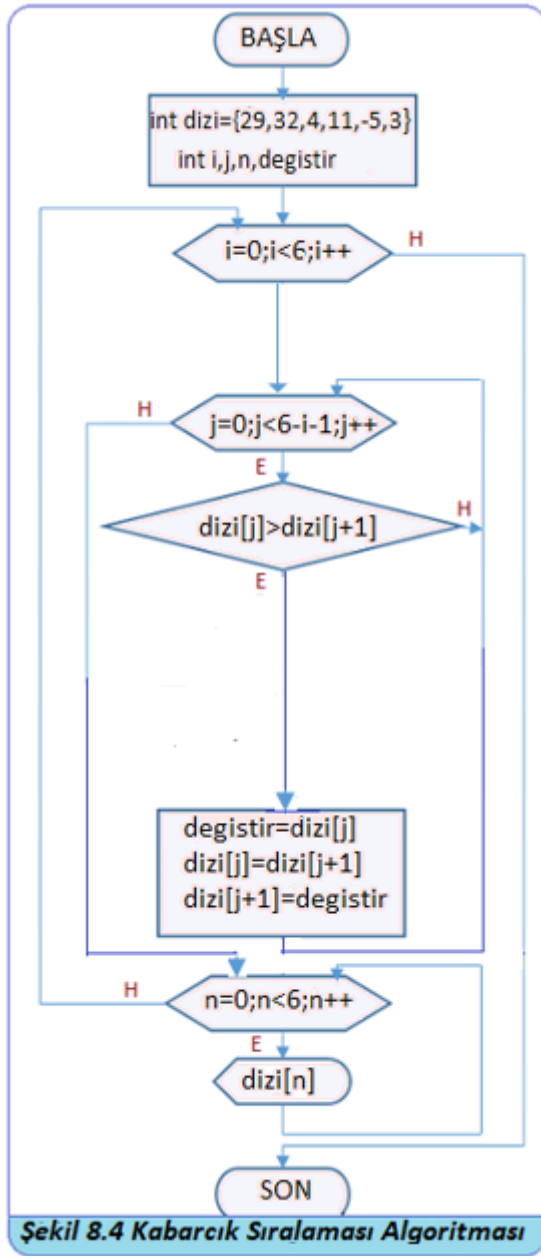 BAŞLA
int dizi={29,32,4,11,-5,3}
int i,j,n,degistir
i=0;i<6;i++
H
j=0;j<6-i-1;j++
H
E
dizi[j]>dizi[j+1]
H
E
degistir=dizi[j]
dizi[j]=dizi[j+1]
dizi[j+1]=degistir
n=0;n<6;n++
H
E
dizi[n]
SON
Şekil 8.4 Kabarcık Sıralaması Algoritması